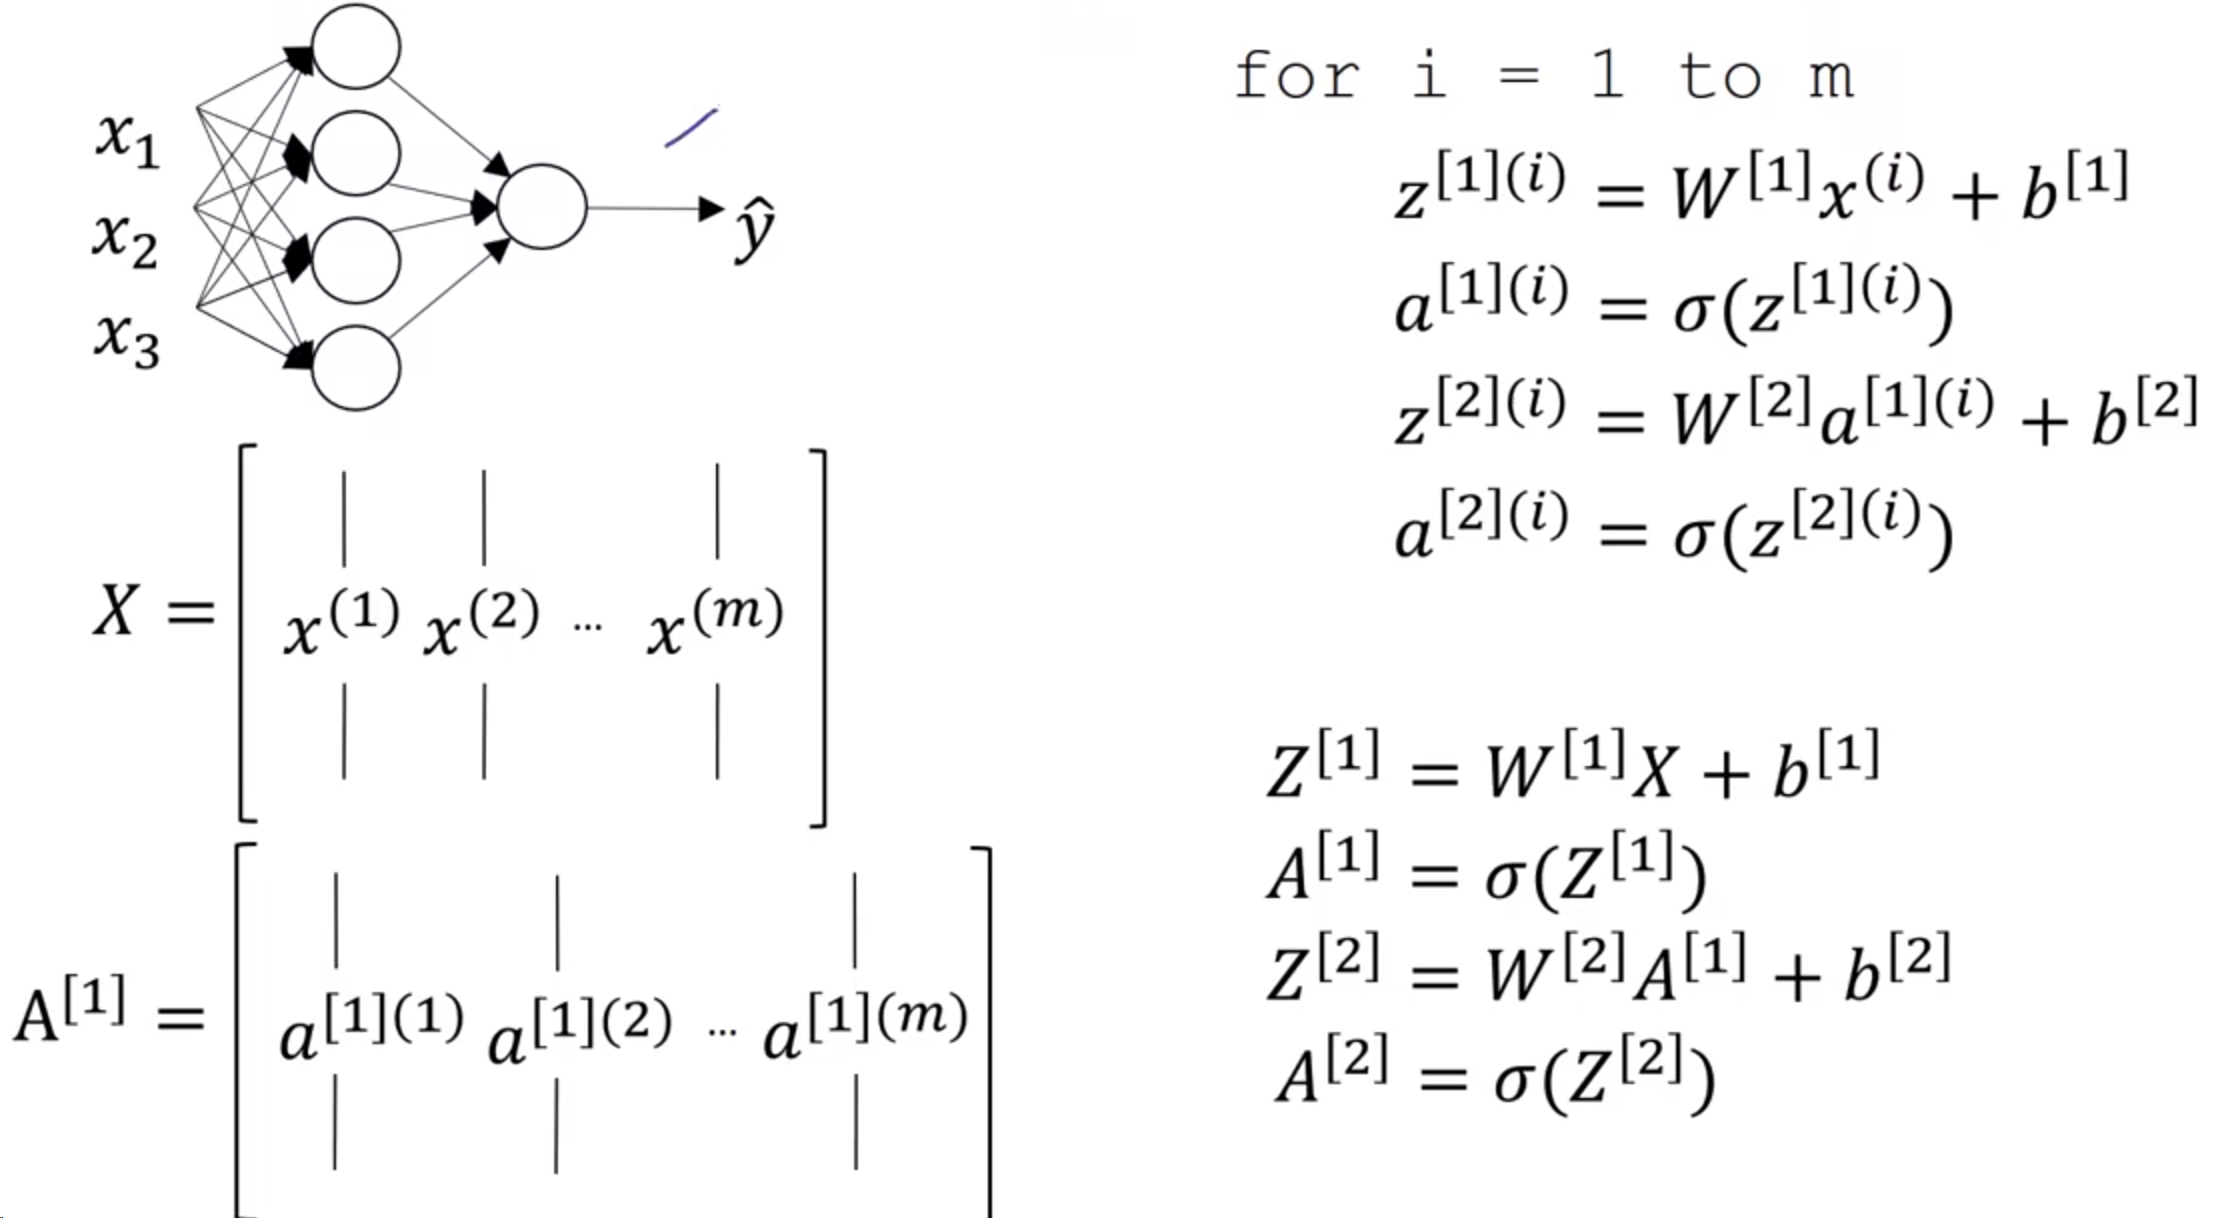 x₁
x₂
x₃
ŷ
X = [ x⁽¹⁾ x⁽²⁾ … x⁽ᵐ⁾ ]
A^[1] = [ a^[1](1) a^[1](2) … a^[1](m) ]
for i = 1 to m
z^[1](i) = W^[1]x^(i) + b^[1]
a^[1](i) = σ(z^[1](i))
z^[2](i) = W^[2]a^[1](i) + b^[2]
a^[2](i) = σ(z^[2](i))
Z^[1] = W^[1]X + b^[1]
A^[1] = σ(Z^[1])
Z^[2] = W^[2]A^[1] + b^[2]
A^[2] = σ(Z^[2])